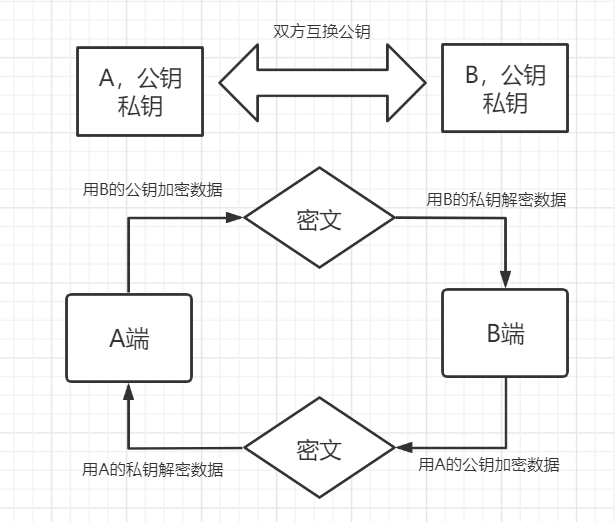 双方互换公钥
A，公钥
私钥
B，公钥
私钥
用B的公钥加密数据
密文
用B的私钥解密数据
A端
B端
密文
用A的私钥解密数据
用A的公钥加密数据